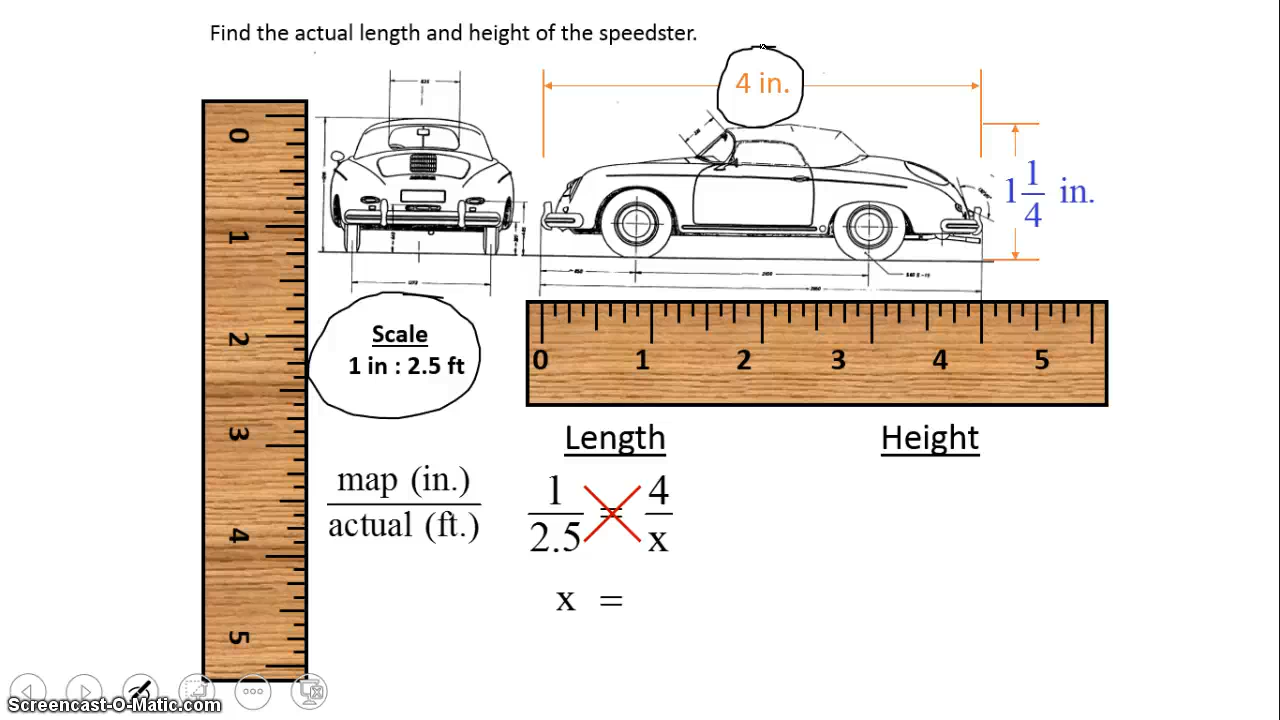 Find the actual length and height of the speedster.
4 in.
1 1/4 in.
0
1
2
3
4
5
Scale
1 in : 2.5 ft
0 1 2 3 4 5
Length
Height
map (in.)
actual (ft.)
1 = 4
2.5 x
x =
Screencast-O-Matic.com